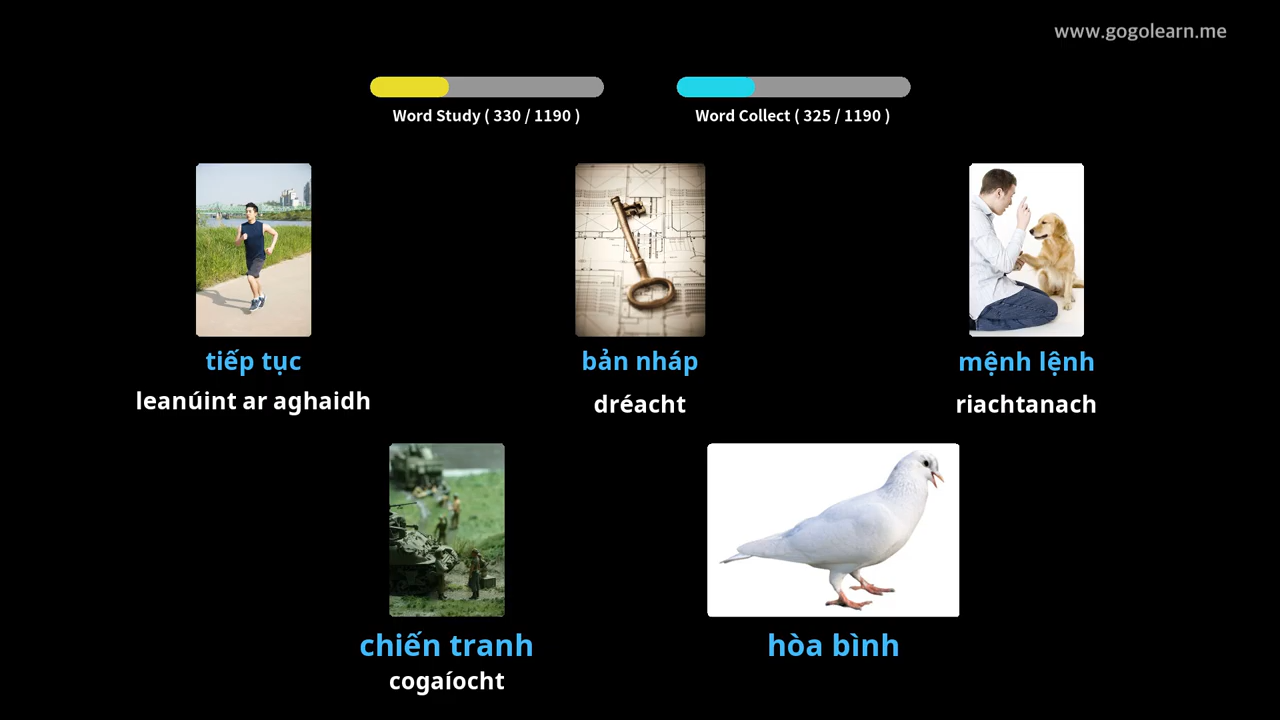 www.gogolearn.me
Word Study ( 330 / 1190 )
Word Collect ( 325 / 1190 )
tiếp tục
leanúint ar aghaidh
bản nháp
dréacht
mệnh lệnh
riachtanach
chiến tranh
cogaíocht
hòa bình